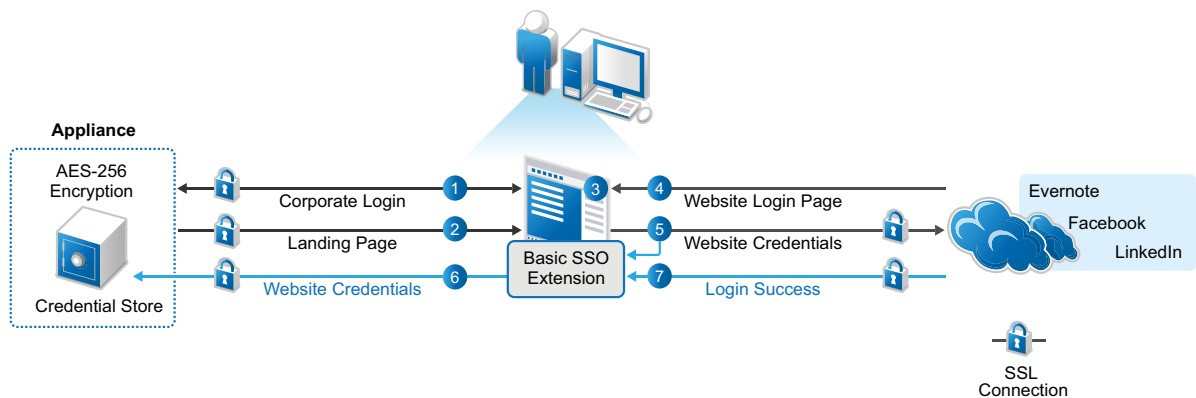 Appliance
AES-256
Encryption
Credential Store
1
Corporate Login
2
Landing Page
6
Website Credentials
3
Basic SSO
Extension
4
Website Login Page
5
Website Credentials
7
Login Success
Evernote
Facebook
LinkedIn
SSL
Connection